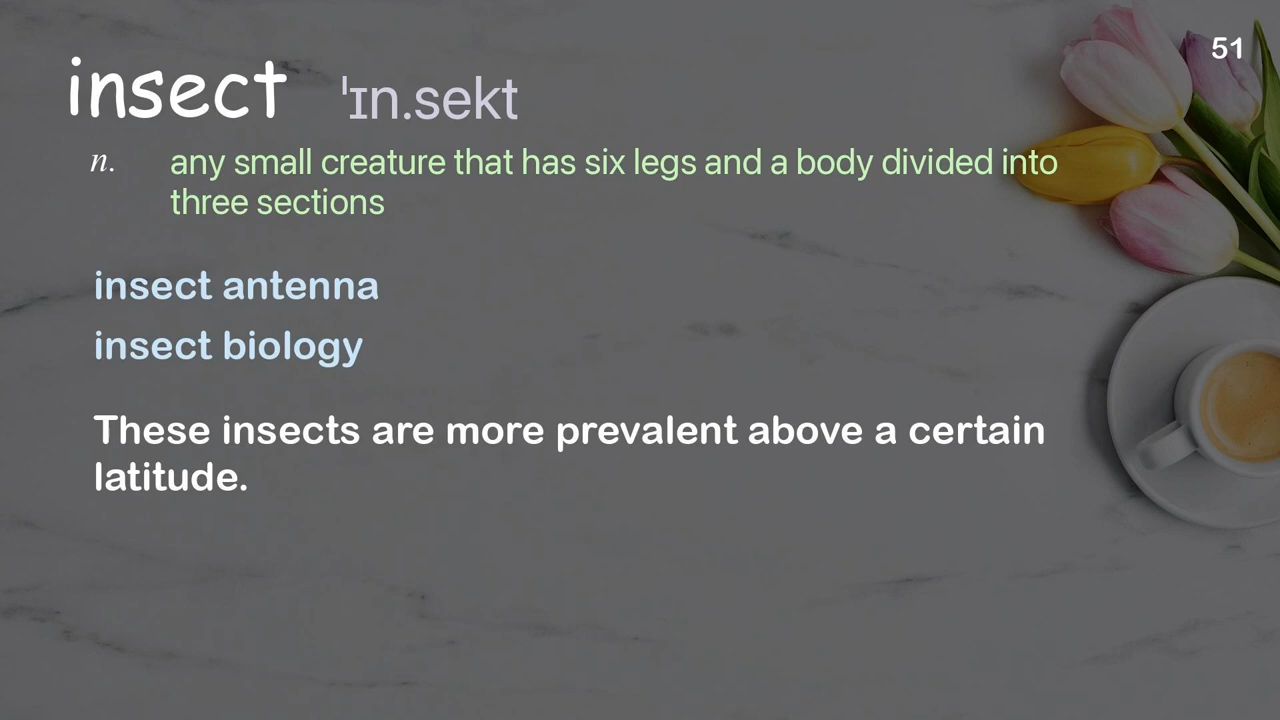 51
insect ˈɪn.sekt
n. any small creature that has six legs and a body divided into
three sections
insect antenna
insect biology
These insects are more prevalent above a certain
latitude.